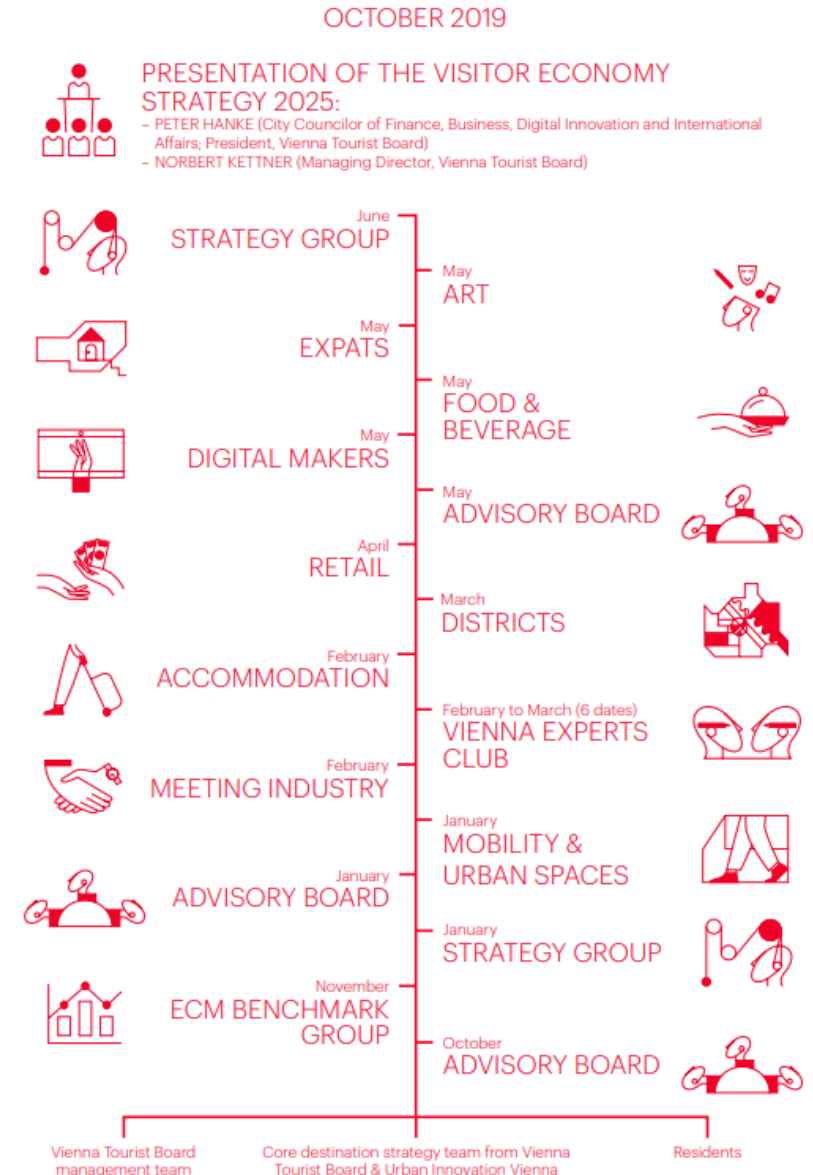 OCTOBER 2019
PRESENTATION OF THE VISITOR ECONOMY
STRATEGY 2025:
– PETER HANKE (City Councilor of Finance, Business, Digital Innovation and International
Affairs; President, Vienna Tourist Board)
– NORBERT KETTNER (Managing Director, Vienna Tourist Board)
June
STRATEGY GROUP
May
ART
May
EXPATS
May
FOOD &
BEVERAGE
May
DIGITAL MAKERS
May
ADVISORY BOARD
April
RETAIL
March
DISTRICTS
February
ACCOMMODATION
February to March (6 dates)
VIENNA EXPERTS
CLUB
February
MEETING INDUSTRY
January
MOBILITY &
URBAN SPACES
January
ADVISORY BOARD
January
STRATEGY GROUP
November
ECM BENCHMARK
GROUP
October
ADVISORY BOARD
Vienna Tourist Board
management team
Core destination strategy team from Vienna
Tourist Board & Urban Innovation Vienna
Residents